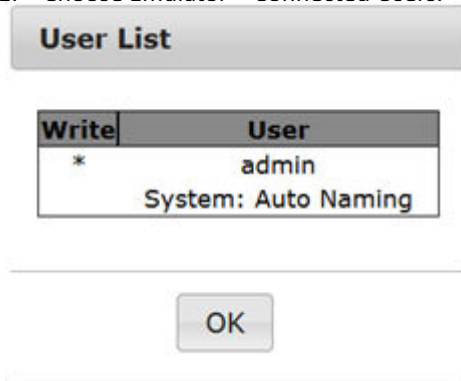 User List
Write User
* admin
System: Auto Naming
OK